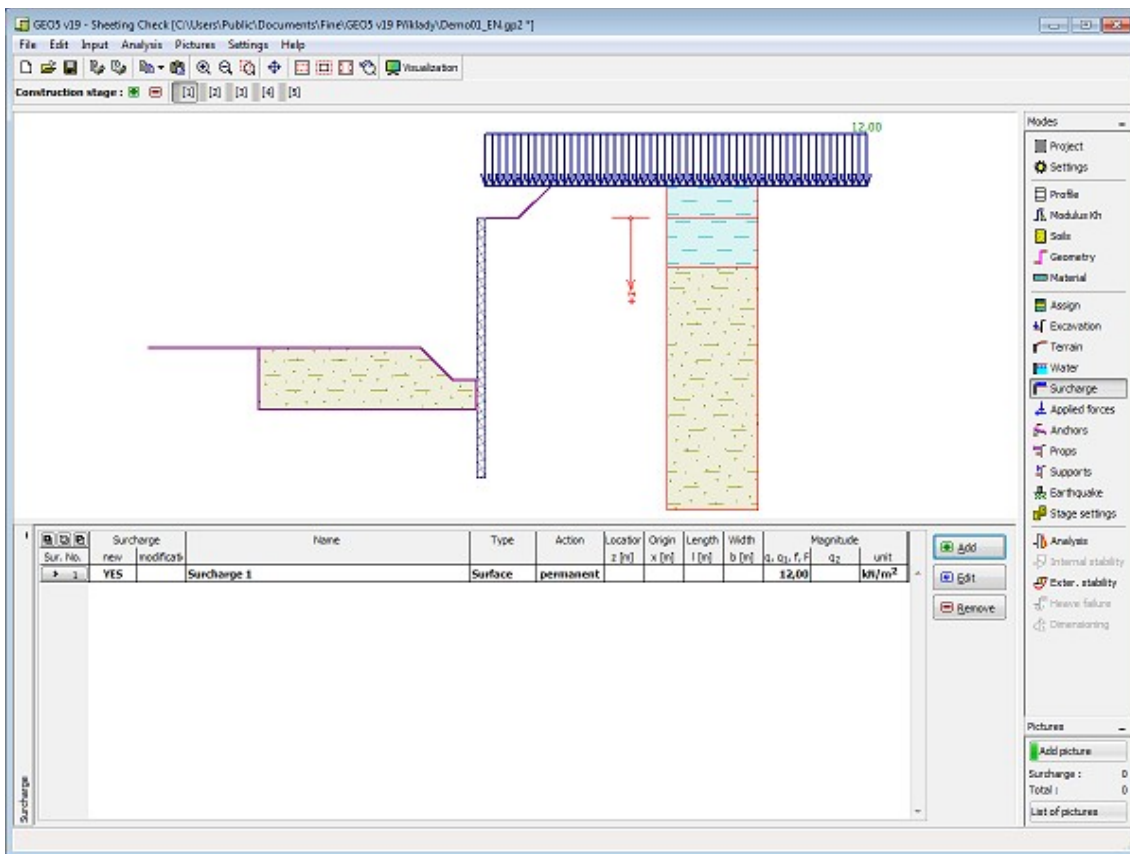 GEO5 v19 - Sheeting Check [C:\Users\Public\Documents\Fine\GEO5 v19 Příklady\Demo01_EN.gp2 *]
File Edit Input Analysis Pictures Settings Help
Visualization
Construction stage : [1] [2] [3] [4] [5]
12,00
+z
Modes
Project
Settings
Profile
Modulus Kh
Soils
Geometry
Material
Assign
Excavation
Terrain
Water
Surcharge
Applied forces
Anchors
Props
Supports
Earthquake
Stage settings
Analysis
Internal stability
Exter. stability
Heave failure
Dimensioning
Surcharge Name Type Action Location Origin Length Width Magnitude
Sur. No. new modificati z [m] x [m] l [m] b [m] q, q1, f, F q2 unit
1 YES Surcharge 1 Surface permanent 12,00 kN/m²
Add
Edit
Remove
Surcharge
Pictures
Add picture
Surcharge : 0
Total : 0
List of pictures